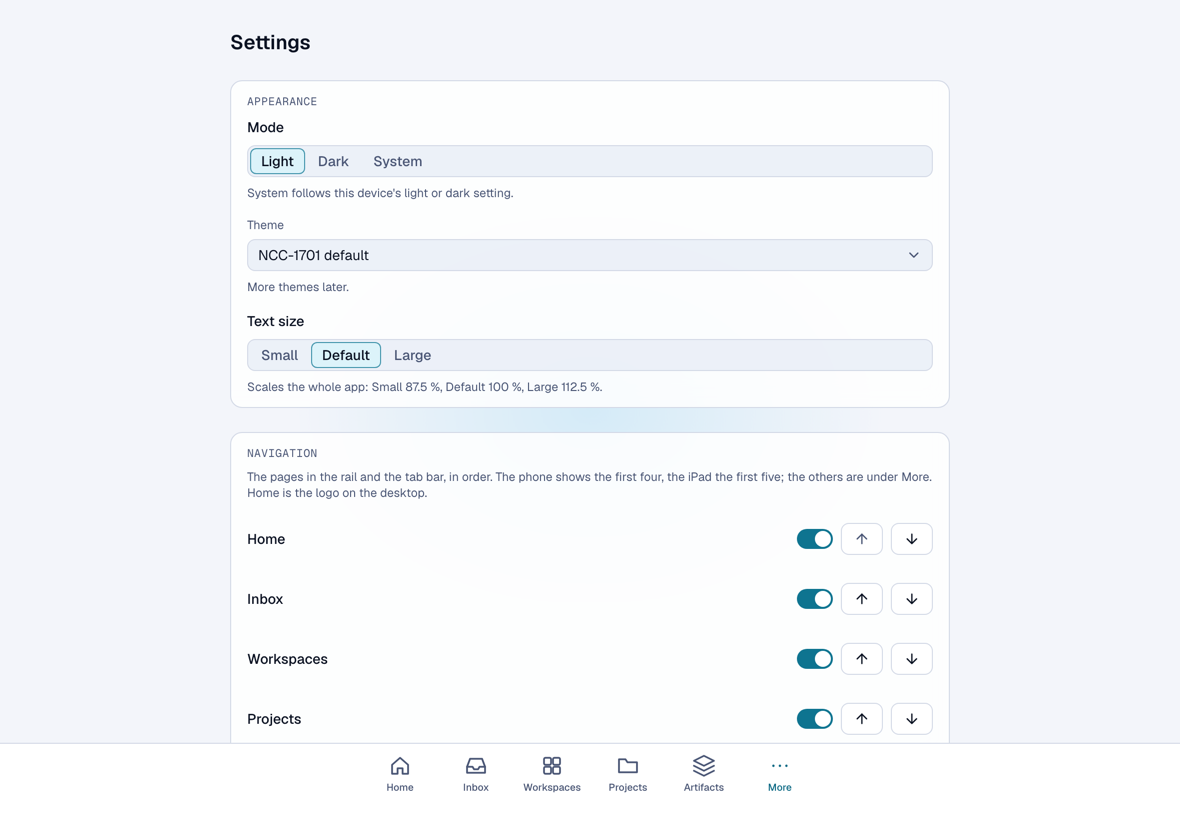 Settings
APPEARANCE
Mode
Light Dark System
System follows this device's light or dark setting.
Theme
NCC-1701 default
More themes later.
Text size
Small Default Large
Scales the whole app: Small 87.5 %, Default 100 %, Large 112.5 %.
NAVIGATION
The pages in the rail and the tab bar, in order. The phone shows the first four, the iPad the first five; the others are under More.
Home is the logo on the desktop.
Home
Inbox
Workspaces
Projects
Home Inbox Workspaces Projects Artifacts More